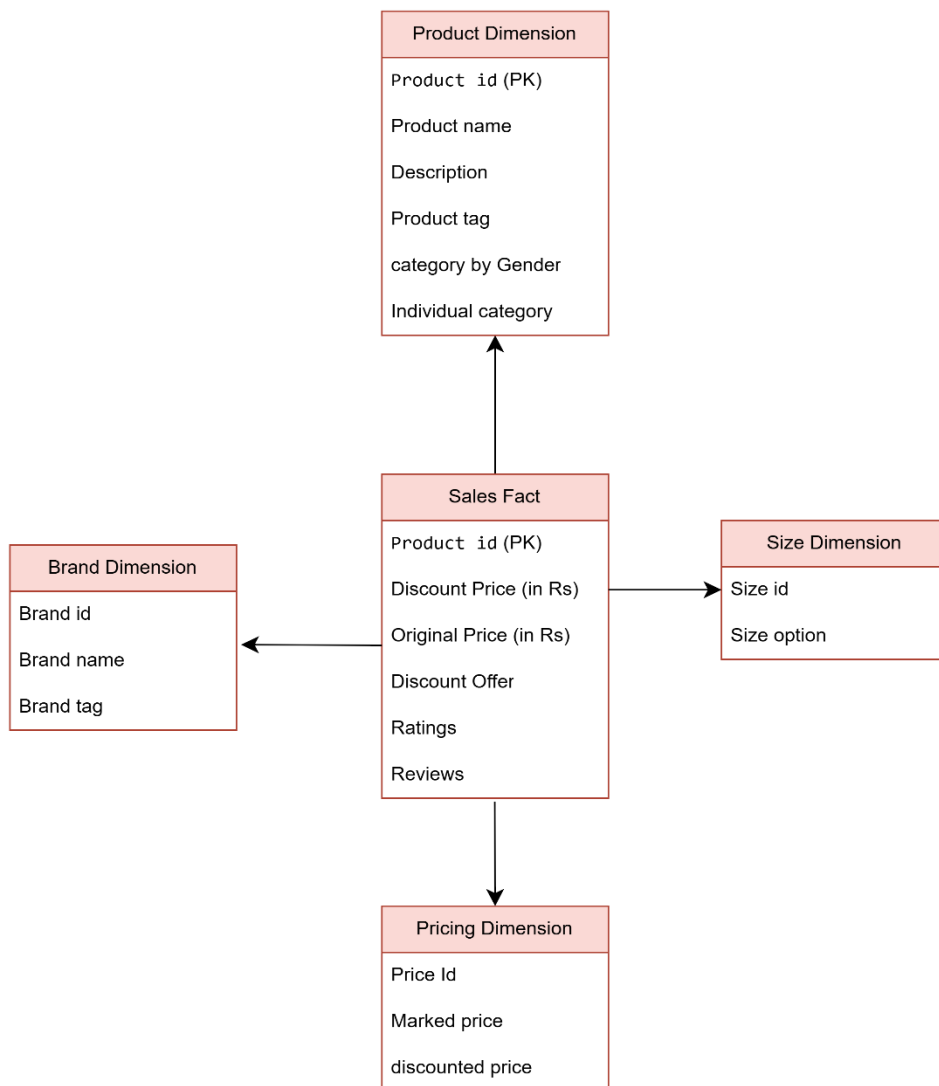 Product Dimension
Product id (PK)
Product name
Description
Product tag
category by Gender
Individual category
Sales Fact
Product id (PK)
Discount Price (in Rs)
Original Price (in Rs)
Discount Offer
Ratings
Reviews
Brand Dimension
Brand id
Brand name
Brand tag
Size Dimension
Size id
Size option
Pricing Dimension
Price Id
Marked price
discounted price